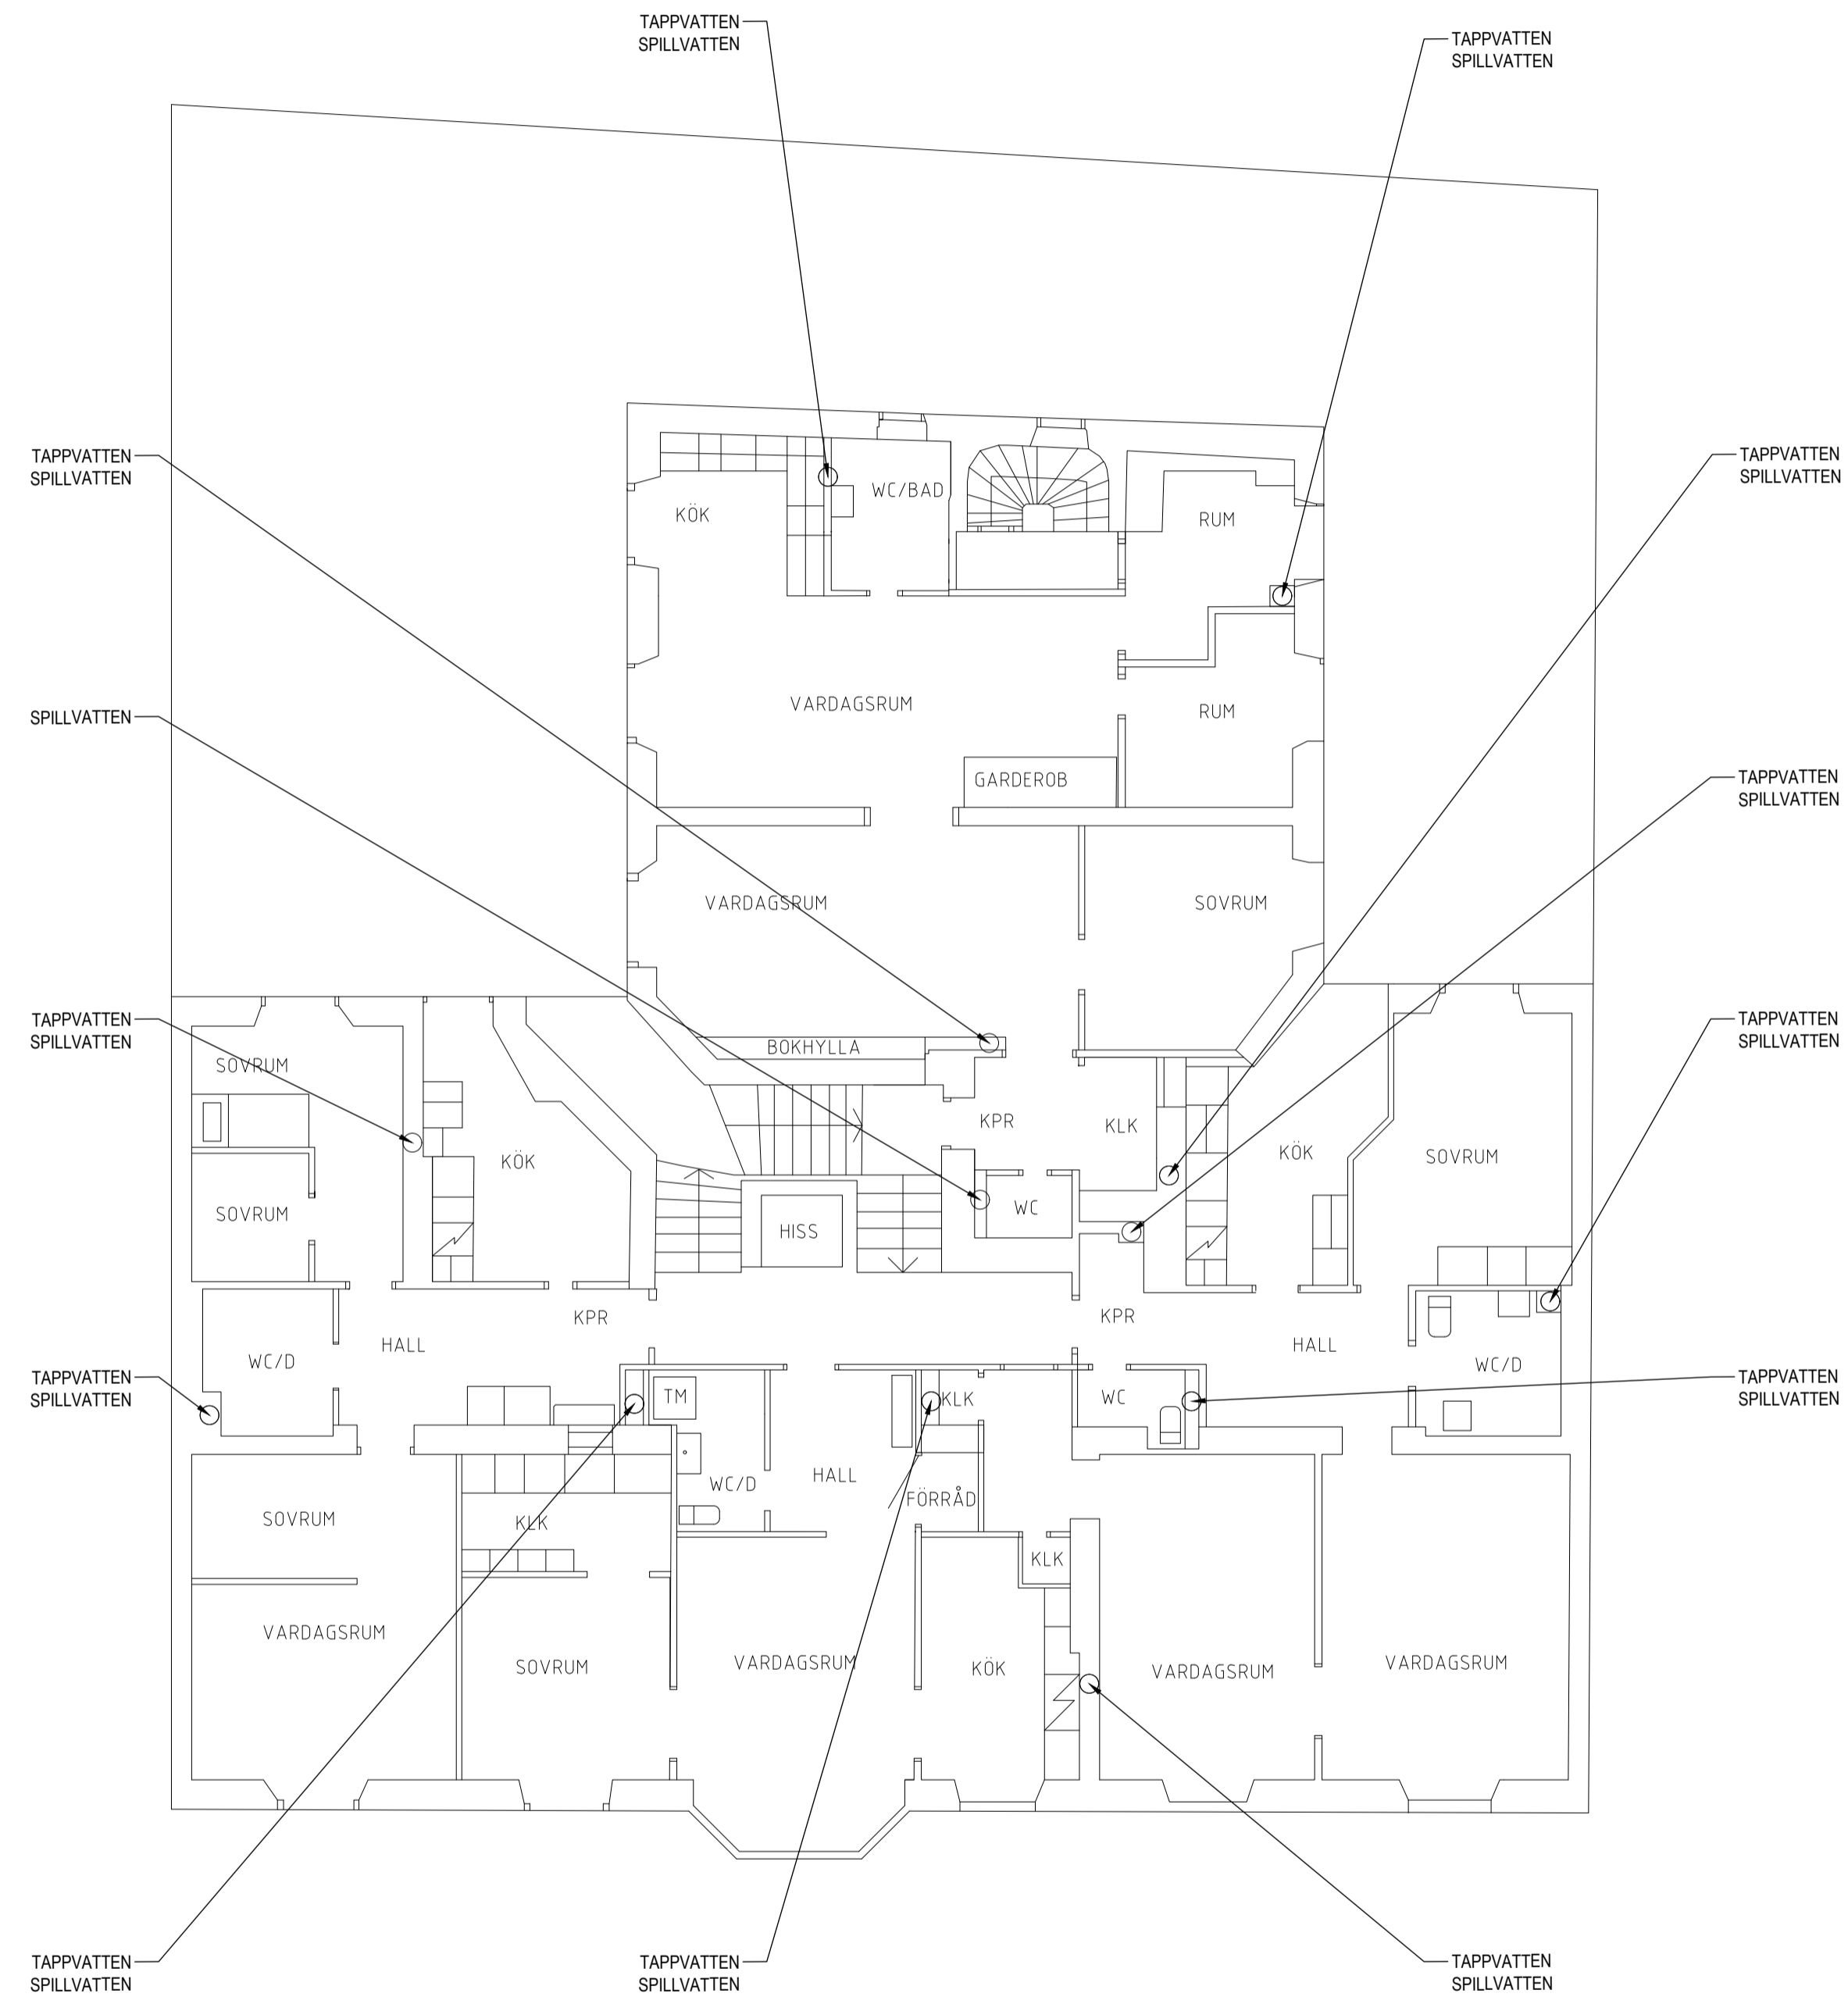 TAPPVATTEN
SPILLVATTEN
TAPPVATTEN
SPILLVATTEN
TAPPVATTEN
SPILLVATTEN
TAPPVATTEN
SPILLVATTEN
WC/BAD
KÖK
RUM
SPILLVATTEN
VARDAGSRUM
RUM
GARDEROB
TAPPVATTEN
SPILLVATTEN
VARDAGSRUM
SOVRUM
TAPPVATTEN
SPILLVATTEN
TAPPVATTEN
SPILLVATTEN
BOKHYLLA
SOVRUM
KPR
KLK
KÖK
KÖK
SOVRUM
SOVRUM
WC
HISS
KPR
KPR
HALL
HALL
WC/D
WC/D
TAPPVATTEN
SPILLVATTEN
TAPPVATTEN
SPILLVATTEN
TM
KLK
WC
HALL
WC/D
FÖRRÅD
SOVRUM
KLK
KLK
VARDAGSRUM
SOVRUM
VARDAGSRUM
KÖK
VARDAGSRUM
VARDAGSRUM
TAPPVATTEN
SPILLVATTEN
TAPPVATTEN
SPILLVATTEN
TAPPVATTEN
SPILLVATTEN